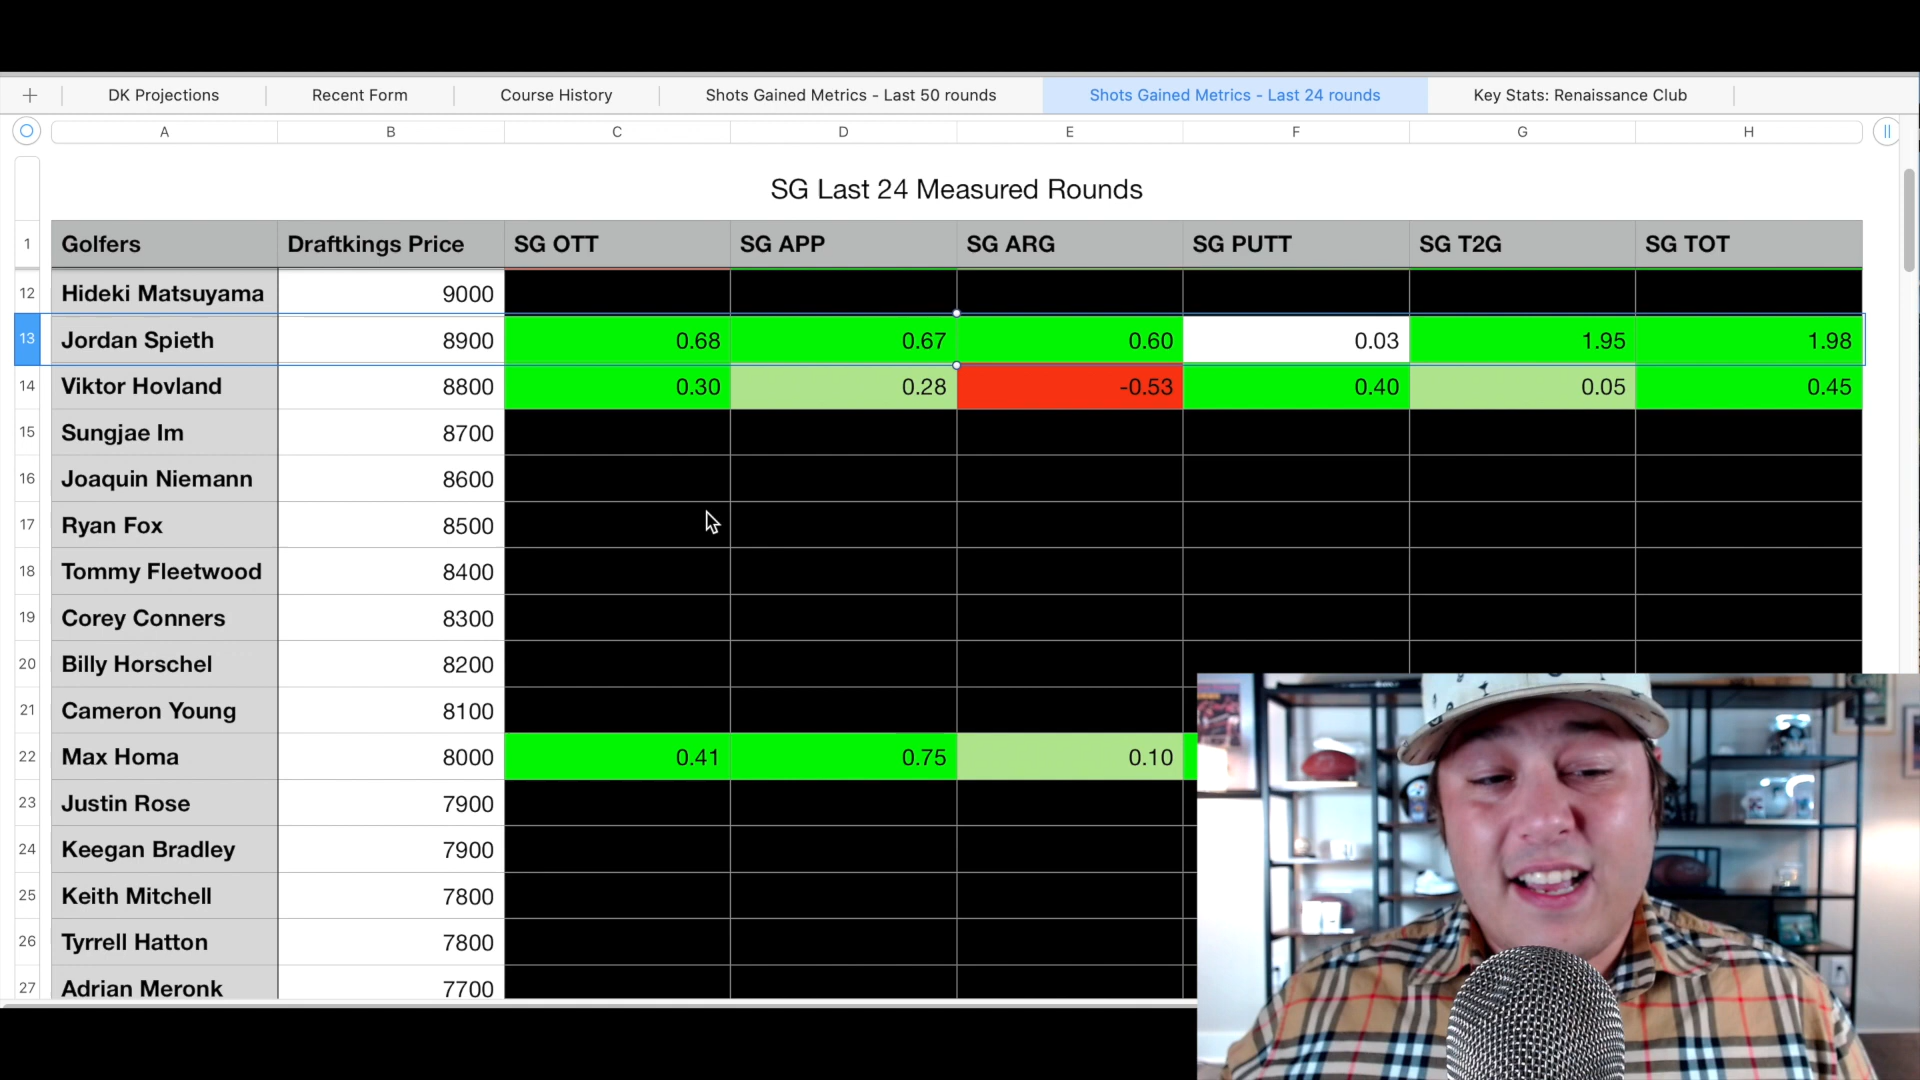 DK Projections
Recent Form
Course History
Shots Gained Metrics - Last 50 rounds
Shots Gained Metrics - Last 24 rounds
Key Stats: Renaissance Club
A B C D E F G H
SG Last 24 Measured Rounds
1 Golfers Draftkings Price SG OTT SG APP SG ARG SG PUTT SG T2G SG TOT
12 Hideki Matsuyama 9000
13 Jordan Spieth 8900 0.68 0.67 0.60 0.03 1.95 1.98
14 Viktor Hovland 8800 0.30 0.28 -0.53 0.40 0.05 0.45
15 Sungjae Im 8700
16 Joaquin Niemann 8600
17 Ryan Fox 8500
18 Tommy Fleetwood 8400
19 Corey Conners 8300
20 Billy Horschel 8200
21 Cameron Young 8100
22 Max Homa 8000 0.41 0.75 0.10
23 Justin Rose 7900
24 Keegan Bradley 7900
25 Keith Mitchell 7800
26 Tyrrell Hatton 7800
27 Adrian Meronk 7700